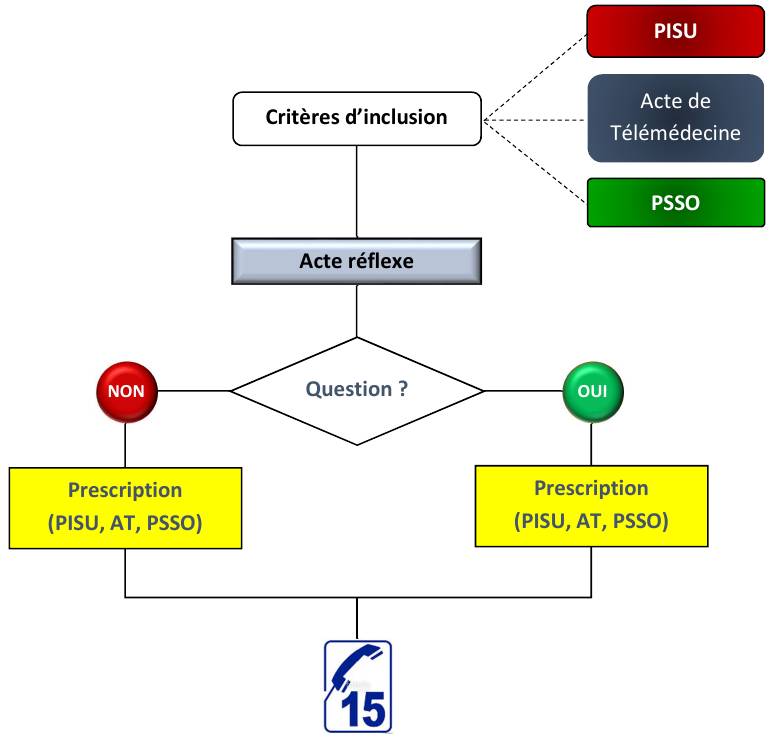 PISU
Critères d’inclusion
Acte de
Télémédecine
PSSO
Acte réflexe
Question ?
NON
OUI
Prescription
(PISU, AT, PSSO)
Prescription
(PISU, AT, PSSO)
15